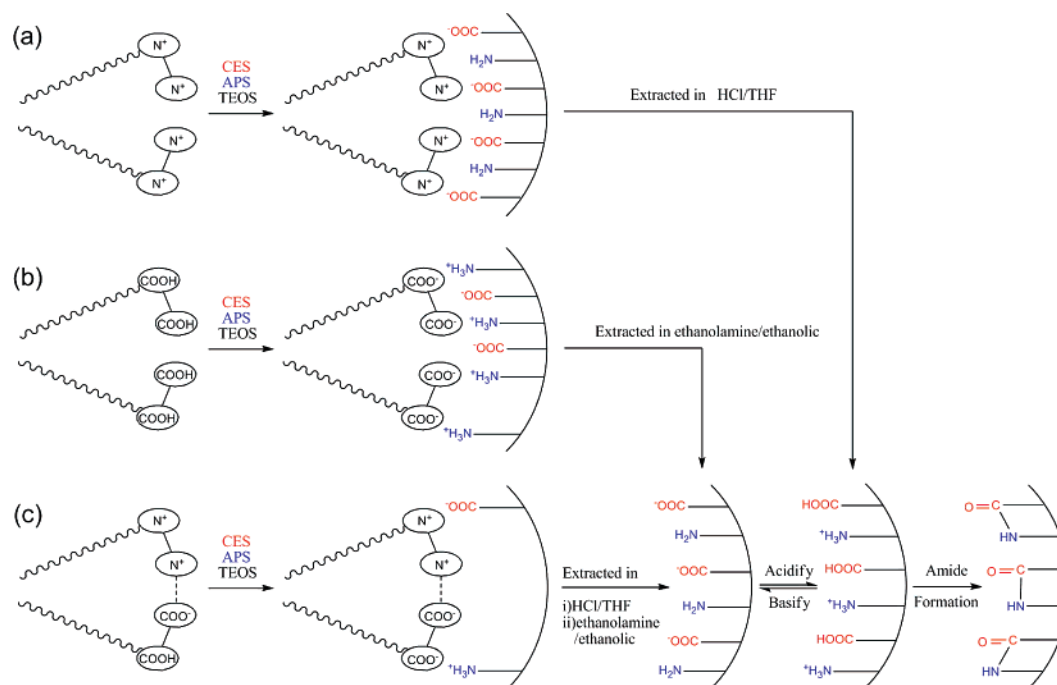 (a)
N⁺
N⁺
N⁺
N⁺
CES
APS
TEOS
N⁺
N⁺
N⁺
N⁺
⁻OOC
H₂N
⁻OOC
H₂N
⁻OOC
H₂N
⁻OOC
Extracted in HCl/THF
(b)
COOH
COOH
COOH
COOH
CES
APS
TEOS
COO⁻
COO⁻
COO⁻
COO⁻
⁺H₃N
⁻OOC
⁺H₃N
⁻OOC
⁺H₃N
⁺H₃N
Extracted in ethanolamine/ethanolic
(c)
N⁺
N⁺
COO⁻
COOH
CES
APS
TEOS
N⁺
N⁺
COO⁻
COO⁻
⁻OOC
⁺H₃N
Extracted in
i)HCl/THF
ii)ethanolamine
/ethanolic
⁻OOC
H₂N
⁻OOC
H₂N
⁻OOC
H₂N
Acidify
Basify
HOOC
⁺H₃N
HOOC
⁺H₃N
HOOC
⁺H₃N
Amide
Formation
O
HN
O
HN
O
HN